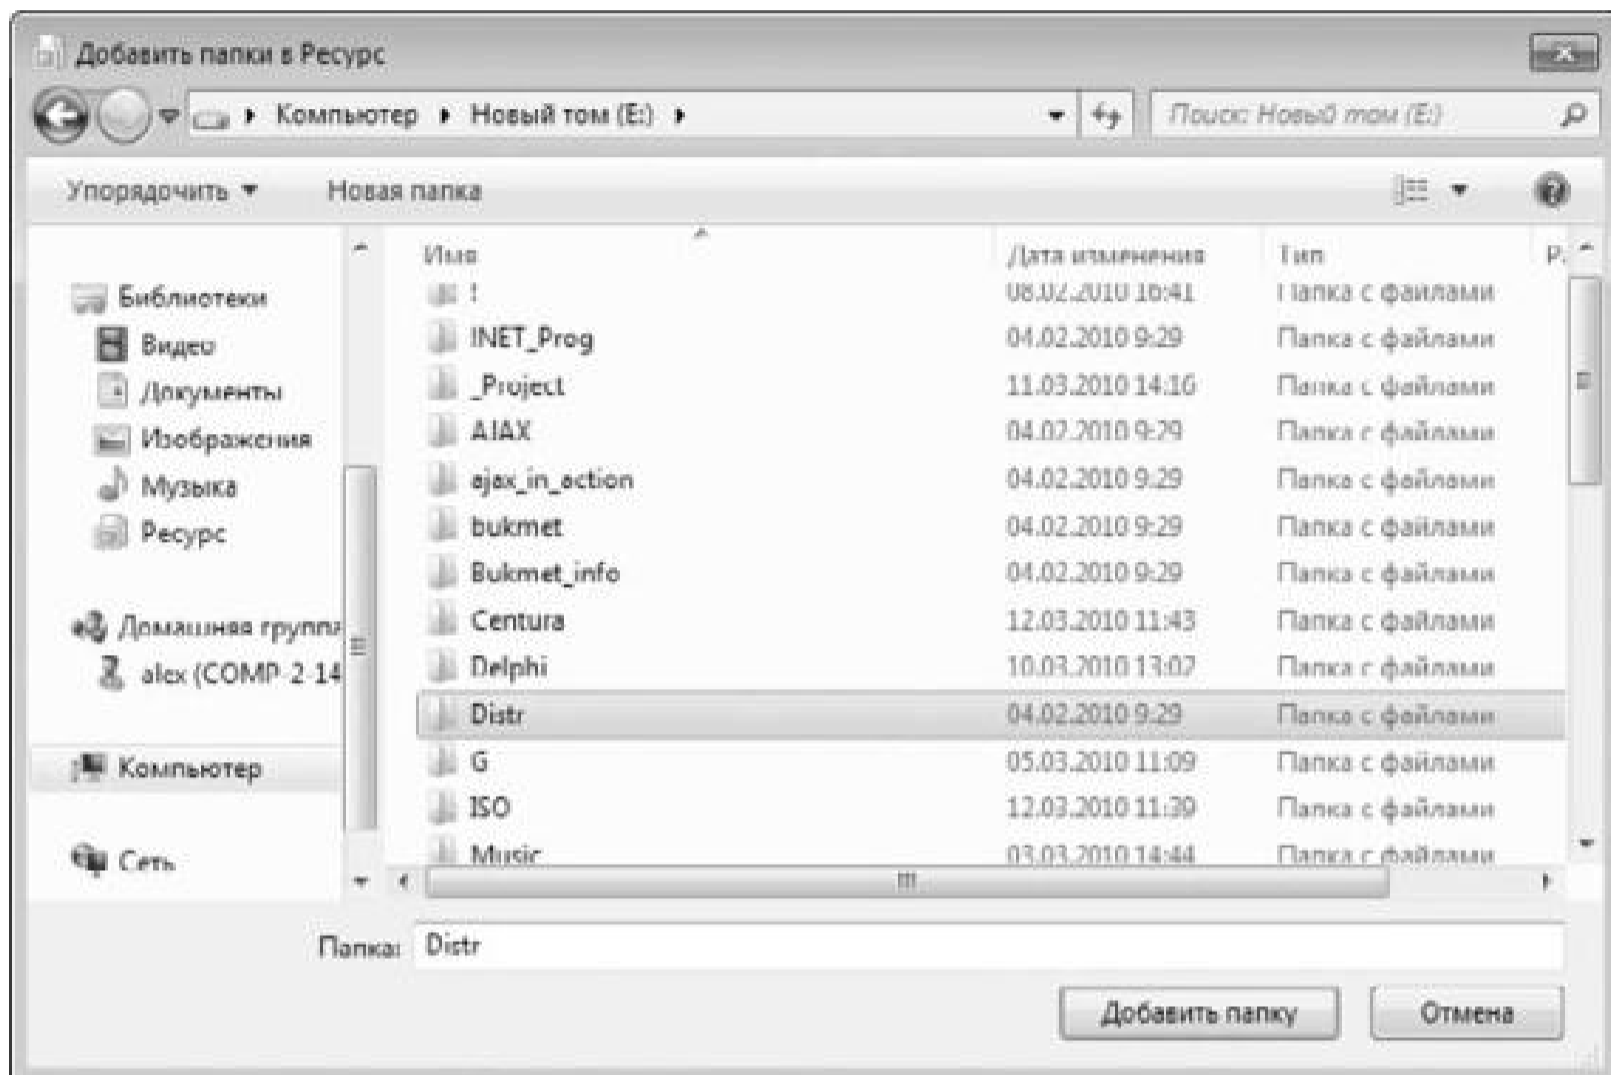 Добавить папки в Ресурс
Компьютер Новый том (E:)
Поиск: Новый том (E:)
Упорядочить Новая папка
Имя Дата изменения Тип Р.
Библиотеки
Видео
Документы
Изображения
Музыка
Ресурс
Домашняя группа
alex (COMP-2-14
Компьютер
Сеть
! 08.02.2010 16:41 Папка с файлами
INET_Prog 04.02.2010 9:29 Папка с файлами
_Project 11.03.2010 14:16 Папка с файлами
AJAX 04.02.2010 9:29 Папка с файлами
ajax_in_action 04.02.2010 9:29 Папка с файлами
bukmet 04.02.2010 9:29 Папка с файлами
Bukmet_info 04.02.2010 9:29 Папка с файлами
Centura 12.03.2010 11:43 Папка с файлами
Delphi 10.03.2010 13:02 Папка с файлами
Distr 04.02.2010 9:29 Папка с файлами
G 05.03.2010 11:09 Папка с файлами
ISO 12.03.2010 11:39 Папка с файлами
Music 03.03.2010 14:44 Папка с файлами
Папка: Distr
Добавить папку Отмена